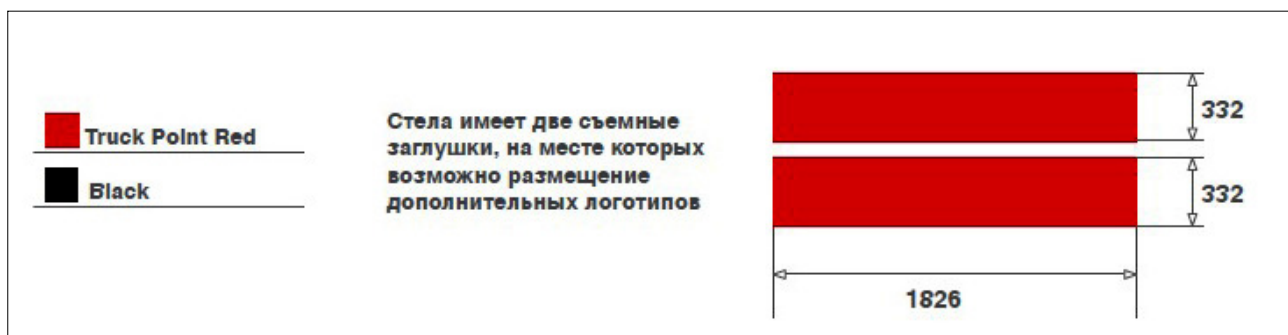 Truck Point Red
Black
Стела имеет две съемные
заглушки, на месте которых
возможно размещение
дополнительных логотипов
332
332
1826